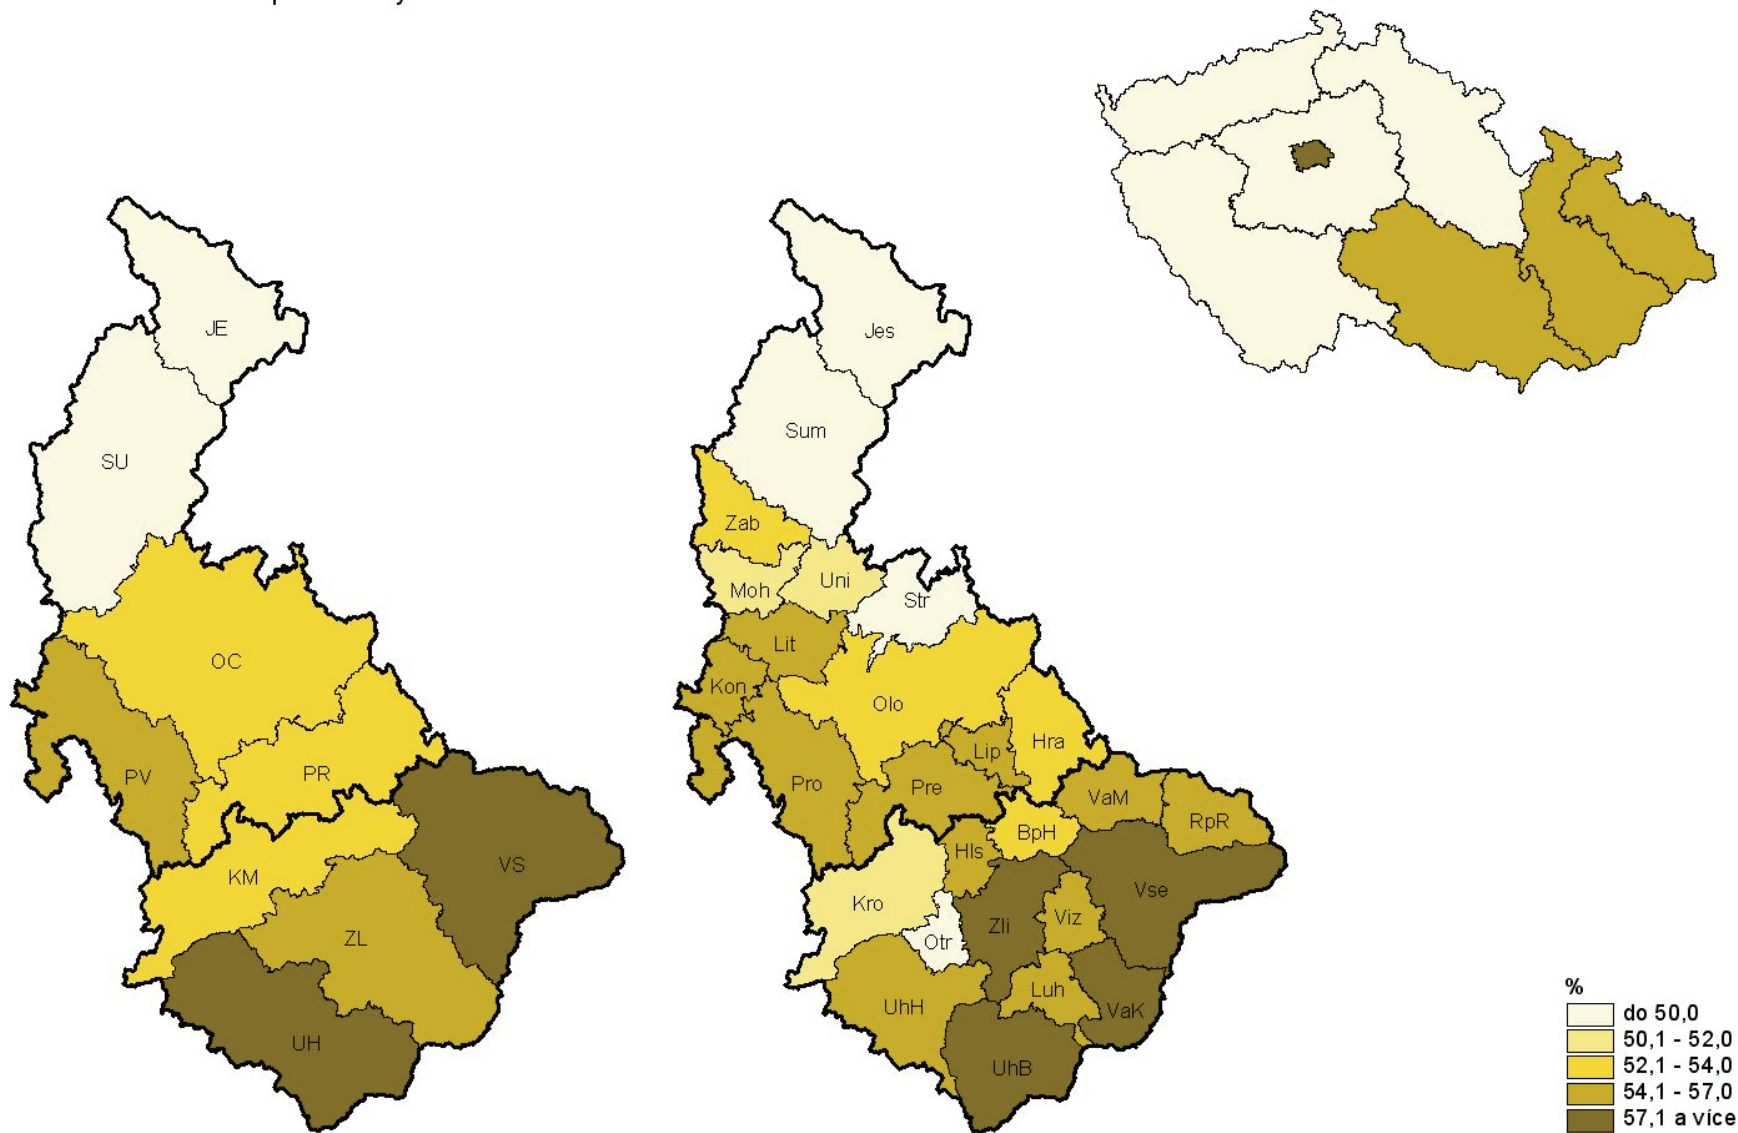 JE
SU
OC
PV
PR
KM
VS
ZL
UH
Jes
Sum
Zab
Moh
Uni
Str
Lit
Kon
Olo
Hra
Lip
Pro
Pre
VaM
RpR
BpH
Hls
Vse
Kro
Viz
Zli
Otr
Luh
UhH
VaK
UhB
%
do 50,0
50,1 - 52,0
52,1 - 54,0
54,1 - 57,0
57,1 a více